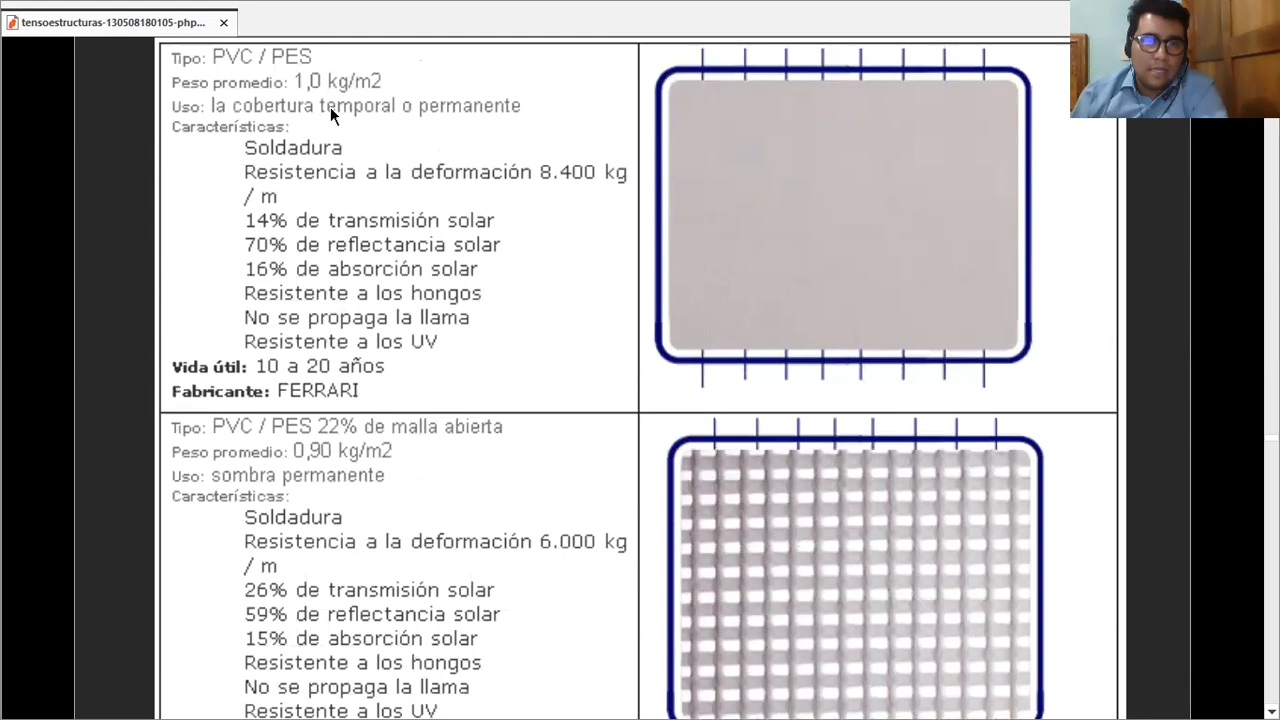 tensoestructuras-130508180105-php...
Tipo: PVC / PES
Peso promedio: 1,0 kg/m2
Uso: la cobertura temporal o permanente
Características:
Soldadura
Resistencia a la deformación 8.400 kg
/ m
14% de transmisión solar
70% de reflectancia solar
16% de absorción solar
Resistente a los hongos
No se propaga la llama
Resistente a los UV
Vida útil: 10 a 20 años
Fabricante: FERRARI
Tipo: PVC / PES 22% de malla abierta
Peso promedio: 0,90 kg/m2
Uso: sombra permanente
Características:
Soldadura
Resistencia a la deformación 6.000 kg
/ m
26% de transmisión solar
59% de reflectancia solar
15% de absorción solar
Resistente a los hongos
No se propaga la llama
Resistente a los UV